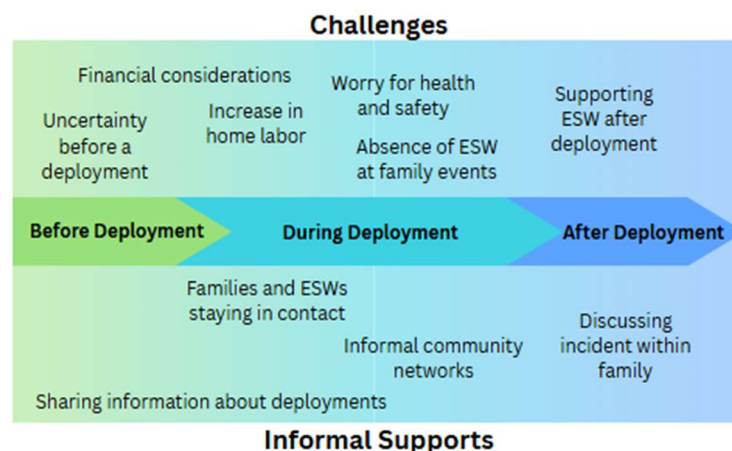 Challenges
Financial considerations
Worry for health
and safety
Supporting
ESW after
deployment
Increase in
home labor
Uncertainty
before a
deployment
Absence of ESW
at family events
Before Deployment
During Deployment
After Deployment
Families and ESWs
staying in contact
Informal community
networks
Discussing
incident within
family
Sharing information about deployments
Informal Supports